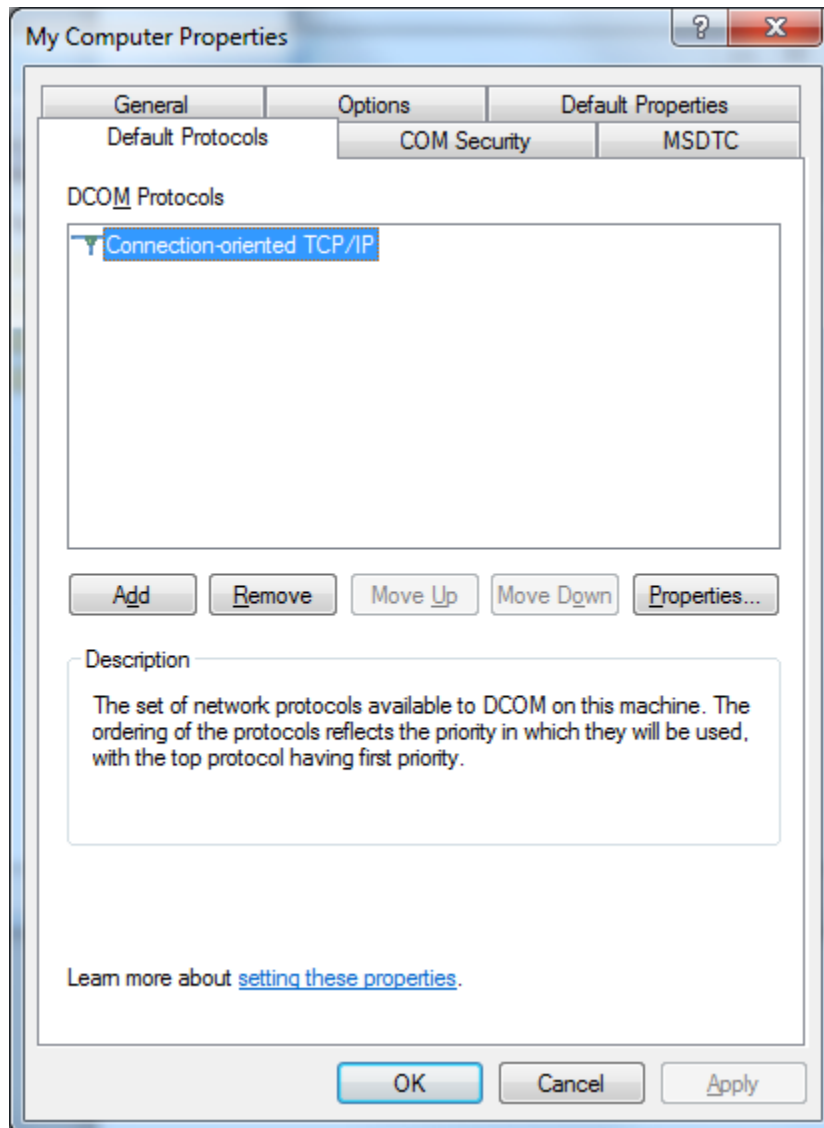 My Computer Properties
General
Options
Default Properties
Default Protocols
COM Security
MSDTC
DCOM Protocols
Connection-oriented TCP/IP
Add
Remove
Move Up
Move Down
Properties...
Description
The set of network protocols available to DCOM on this machine. The
ordering of the protocols reflects the priority in which they will be used,
with the top protocol having first priority.
Learn more about setting these properties.
OK
Cancel
Apply